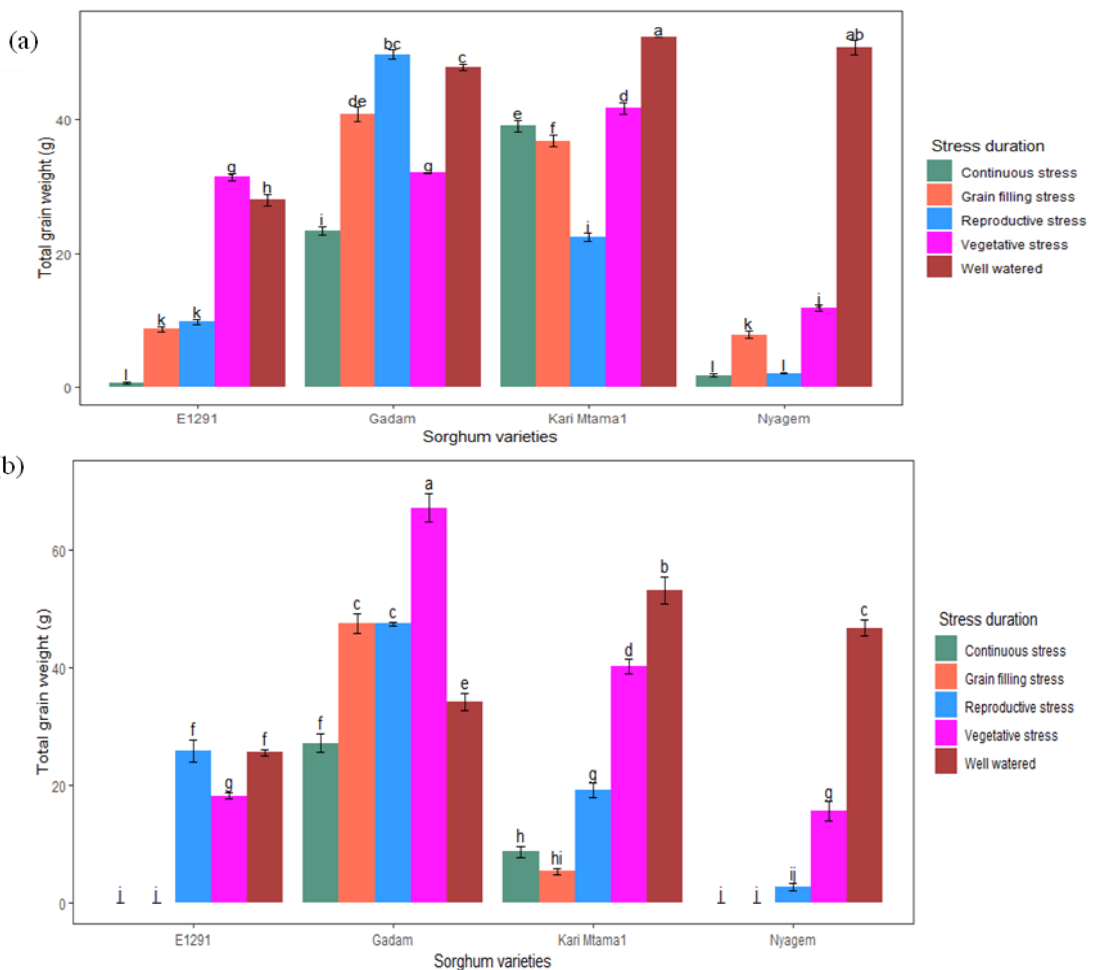 (a)
Total grain weight (g)
40
20
0
l k k g h
i de bc g c
e f i d a
l k l j ab
E1291 Gadam Kari Mtama1 Nyagem
Sorghum varieties
Stress duration
Continuous stress
Grain filling stress
Reproductive stress
Vegetative stress
Well watered
(b)
Total grain weight (g)
60
40
20
0
j j f g f
f c c a e
h hi g d b
j j ij g c
E1291 Gadam Kari Mtama1 Nyagem
Sorghum varieties
Stress duration
Continuous stress
Grain filling stress
Reproductive stress
Vegetative stress
Well watered